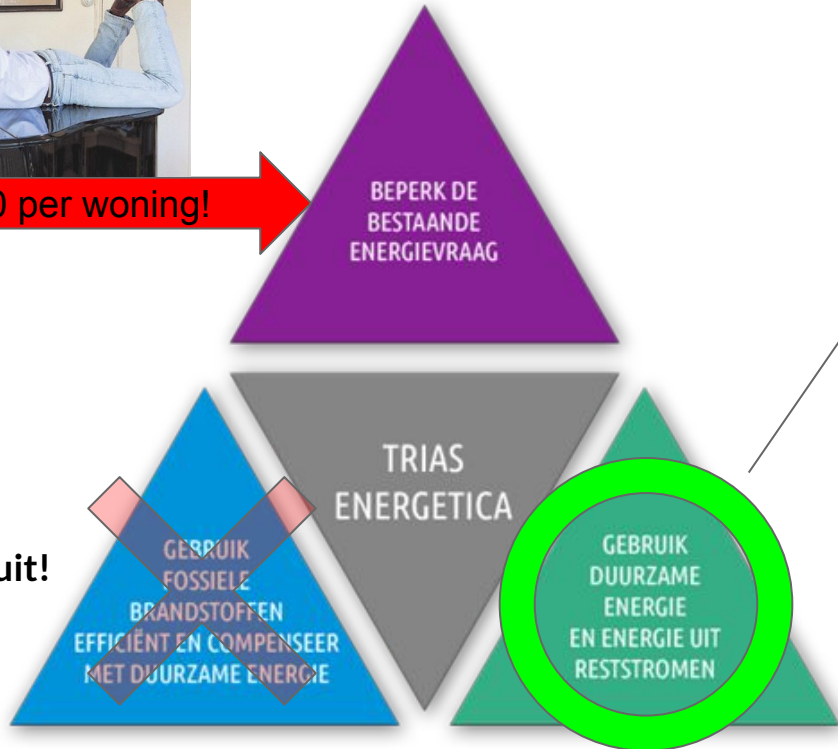 0 per woning!
BEPERK DE
BESTAANDE
ENERGIEVRAAG
TRIAS
ENERGETICA
uit!
GEBRUIK
FOSSIELE
BRANDSTOFFEN
EFFICIËNT EN COMPENSEER
MET DUURZAME ENERGIE
GEBRUIK
DUURZAME
ENERGIE
EN ENERGIE UIT
RESTSTROMEN